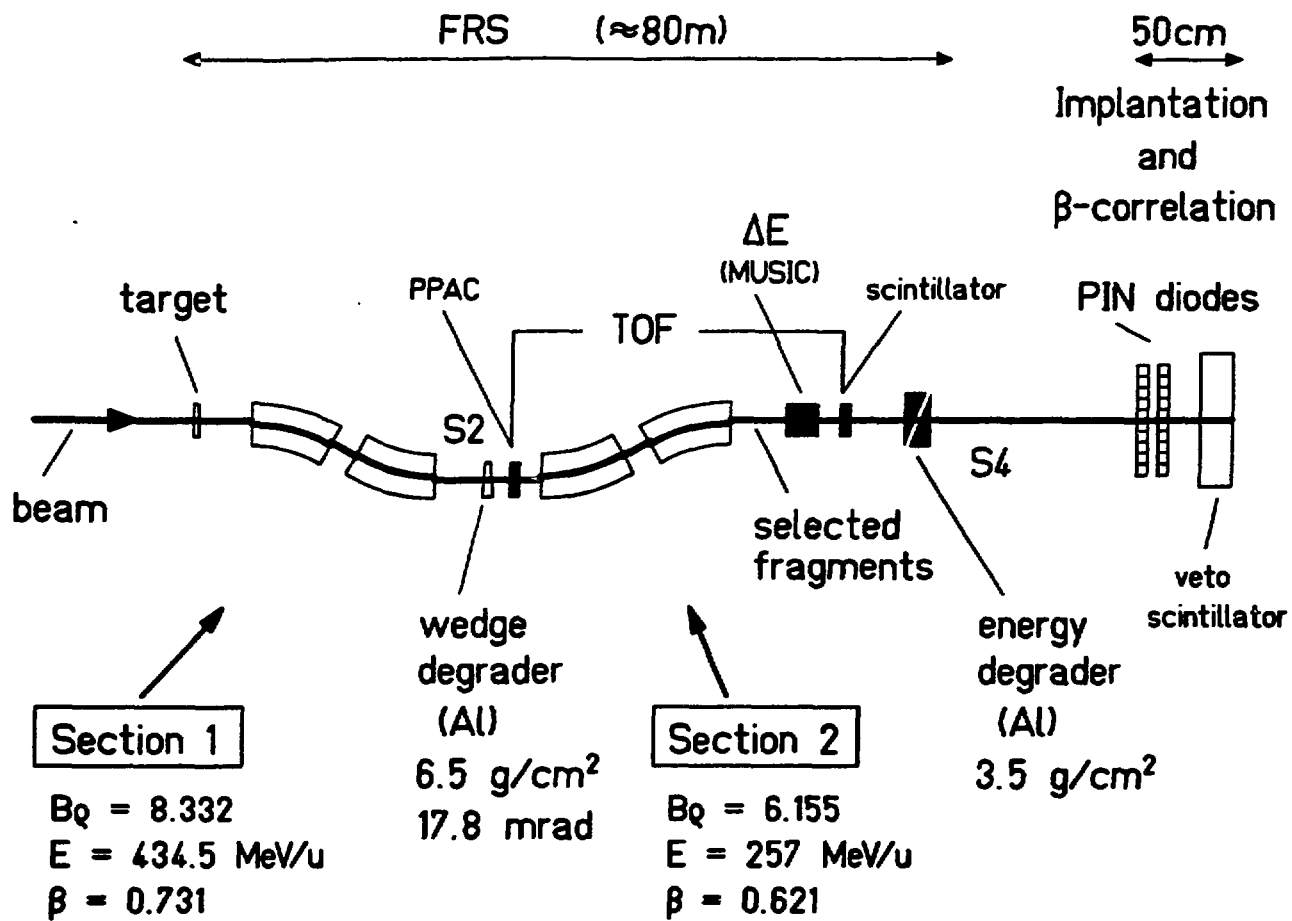 FRS (≈80m)
50cm
Implantation
and
β-correlation
ΔE
(MUSIC)
PPAC
scintillator
target
TOF
PIN diodes
S2
S4
beam
selected
fragments
veto
scintillator
wedge
degrader
(Al)
6.5 g/cm²
17.8 mrad
energy
degrader
(Al)
3.5 g/cm²
Section 1
Bϱ = 8.332
E = 434.5 MeV/u
β = 0.731
Section 2
Bϱ = 6.155
E = 257 MeV/u
β = 0.621